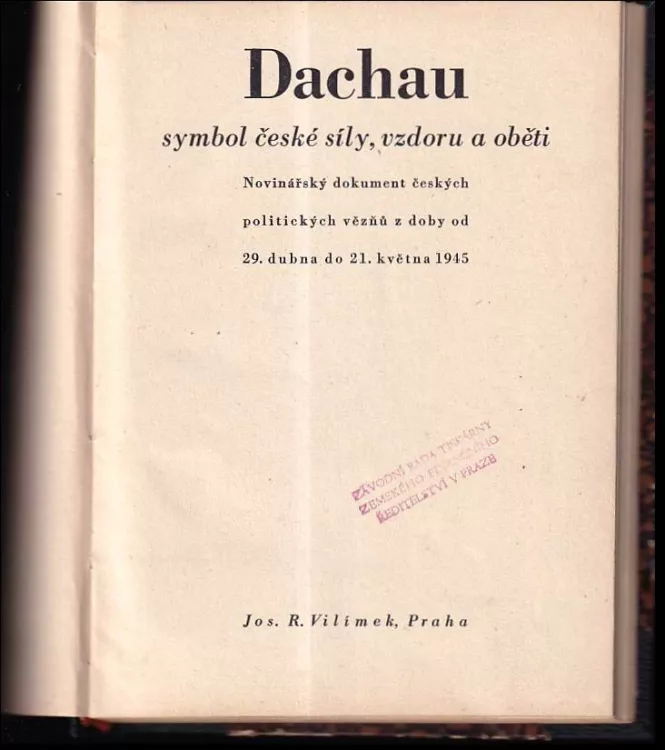 Dachau
symbol české síly, vzdoru a oběti
Novinářský dokument českých
politických vězňů z doby od
29. dubna do 21. května 1945
ZÁVODNÍ RADA TISKÁRNY
ZEMSKÉHO FINANČNÍHO
ŘEDITELSTVÍ V PRAZE
Jos. R. Vilímek, Praha